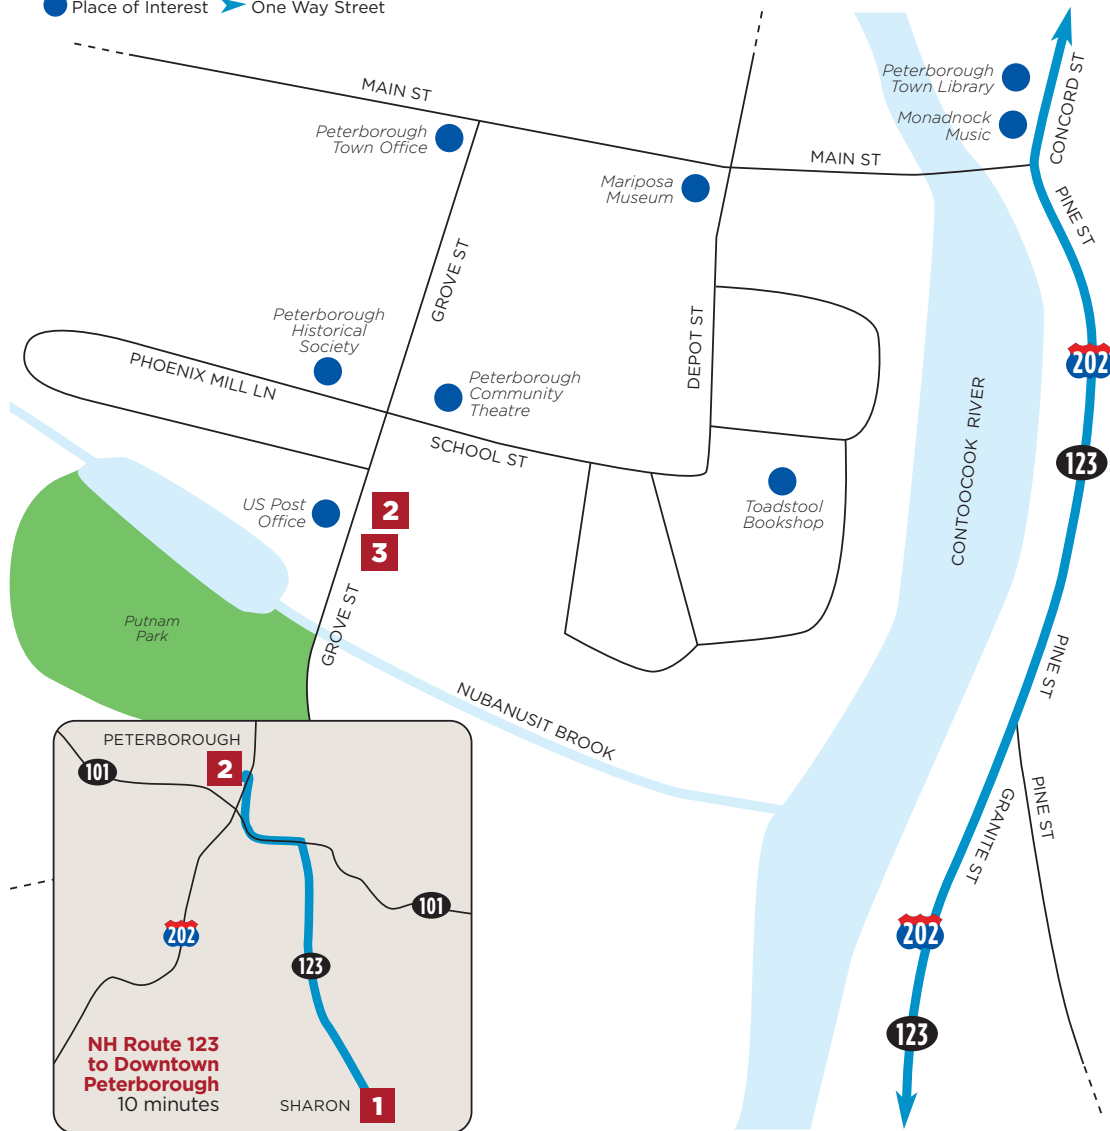 Place of Interest
One Way Street
MAIN ST
Peterborough
Town Library
CONCORD ST
Monadnock
Music
Peterborough
Town Office
MAIN ST
Mariposa
Museum
PINE ST
GROVE ST
Peterborough
Historical
Society
DEPOT ST
202
PHOENIX MILL LN
Peterborough
Community
Theatre
CONTOOCOOK RIVER
SCHOOL ST
123
US Post
Office
2
Toadstool
Bookshop
3
Putnam
Park
GROVE ST
PINE ST
NUBANUSIT BROOK
PETERBOROUGH
2
101
GRANITE ST
PINE ST
101
202
202
123
123
NH Route 123
to Downtown
Peterborough
10 minutes
SHARON
1